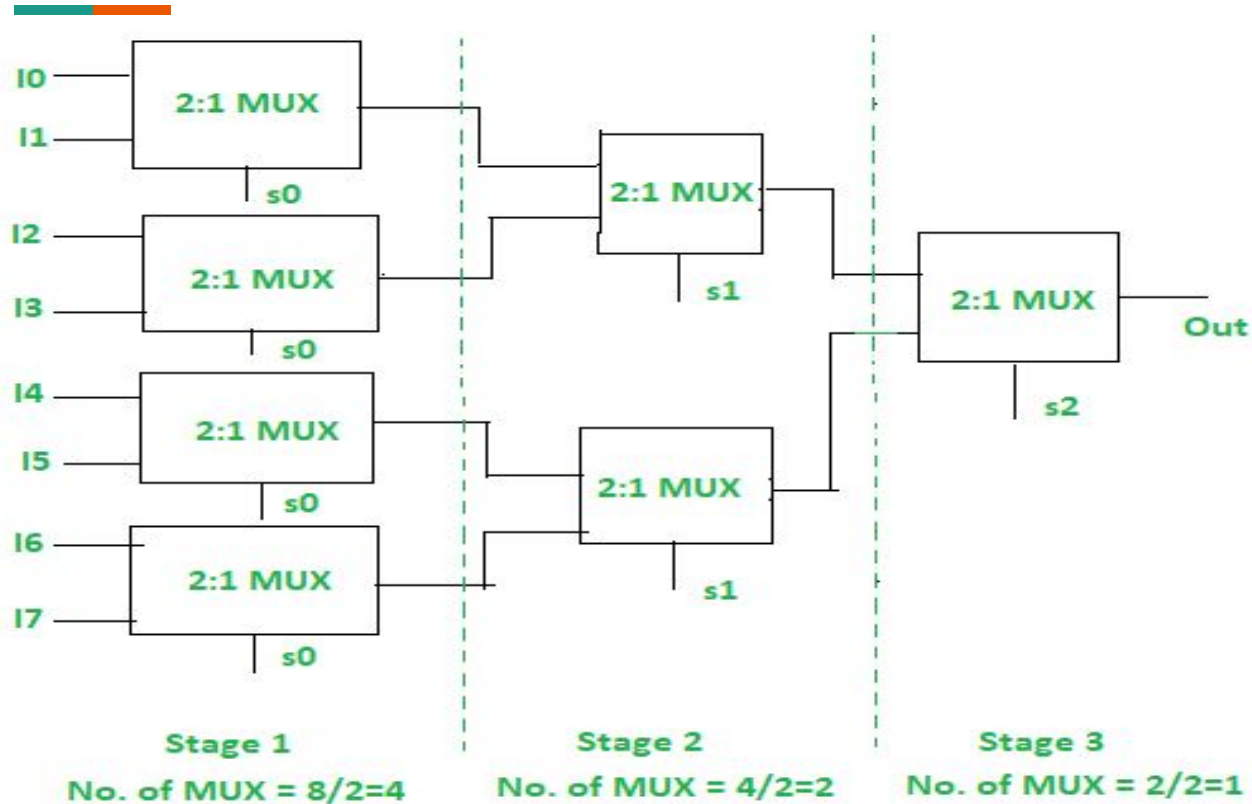 I0
2:1 MUX
I1
s0
I2
2:1 MUX
I3
s0
I4
2:1 MUX
I5
s0
I6
2:1 MUX
I7
s0
2:1 MUX
s1
2:1 MUX
s1
2:1 MUX
Out
s2
Stage 1
No. of MUX = 8/2=4
Stage 2
No. of MUX = 4/2=2
Stage 3
No. of MUX = 2/2=1